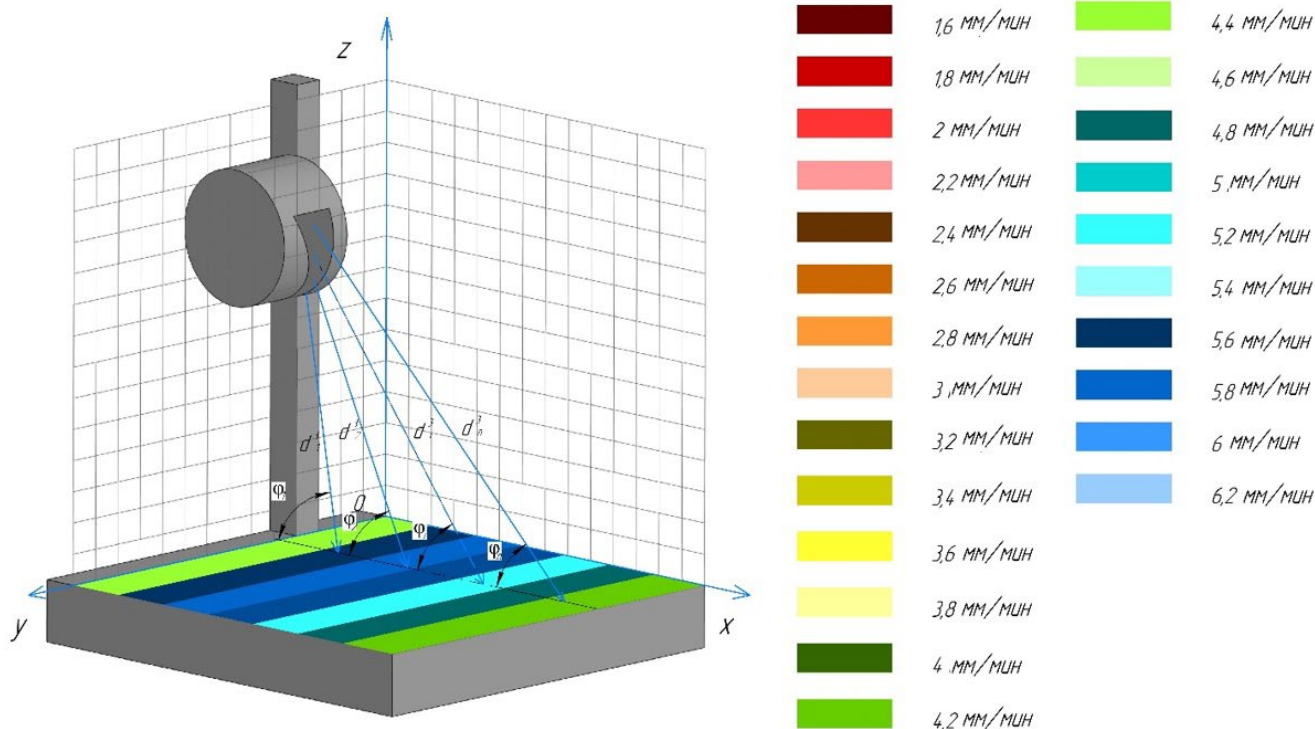 z
y
x
0
φ
φ
φ
φ
d
d
d
d
1,6 мм/мин
1,8 мм/мин
2 мм/мин
2,2 мм/мин
2,4 мм/мин
2,6 мм/мин
2,8 мм/мин
3 мм/мин
3,2 мм/мин
3,4 мм/мин
3,6 мм/мин
3,8 мм/мин
4 мм/мин
4,2 мм/мин
4,4 мм/мин
4,6 мм/мин
4,8 мм/мин
5 мм/мин
5,2 мм/мин
5,4 мм/мин
5,6 мм/мин
5,8 мм/мин
6 мм/мин
6,2 мм/мин